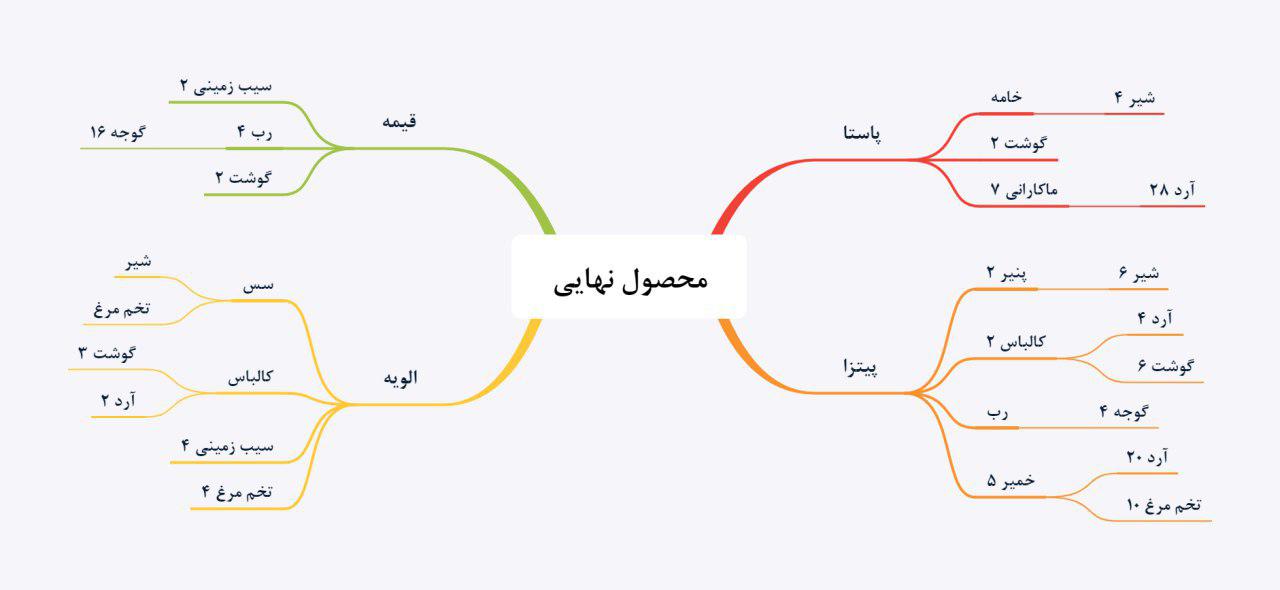 محصول نهایی
پاستا
خامه
شیر ۴
گوشت ۲
ماکارانی ۷
آرد ۲۸
پیتزا
پنیر ۲
شیر ۶
کالباس ۲
آرد ۴
گوشت ۶
رب
گوجه ۴
خمیر ۵
آرد ۲۰
تخم مرغ ۱۰
قیمه
سیب زمینی ۲
رب ۴
گوجه ۱۶
گوشت ۲
الویه
سس
شیر
تخم مرغ
کالباس
گوشت ۳
آرد ۲
سیب زمینی ۴
تخم مرغ ۴